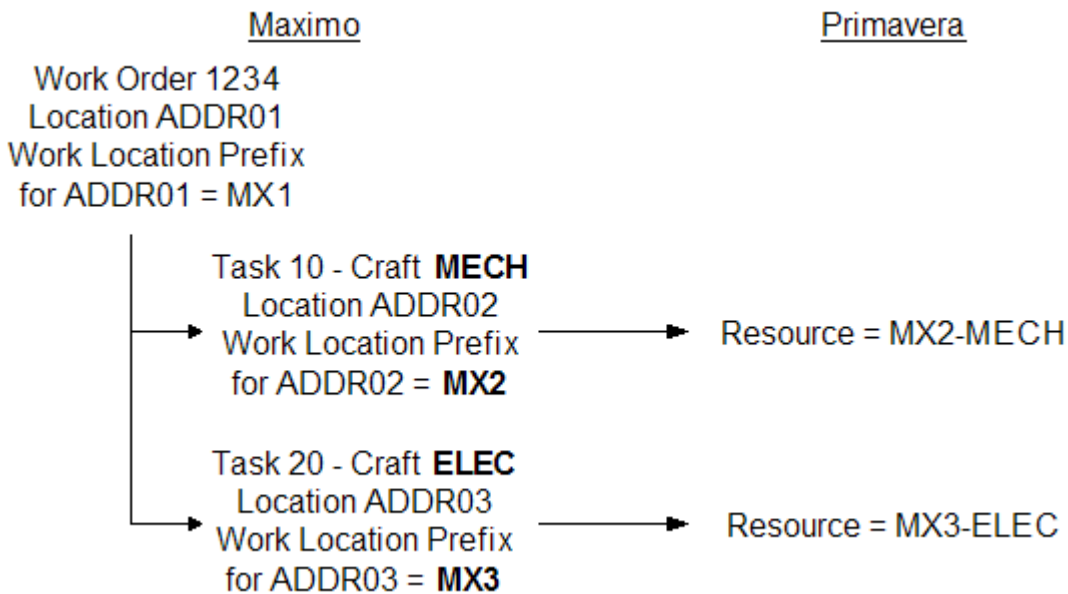 Maximo
Primavera
Work Order 1234
Location ADDR01
Work Location Prefix
for ADDR01 = MX1
Task 10 - Craft MECH
Location ADDR02
Work Location Prefix
for ADDR02 = MX2
Resource = MX2-MECH
Task 20 - Craft ELEC
Location ADDR03
Work Location Prefix
for ADDR03 = MX3
Resource = MX3-ELEC